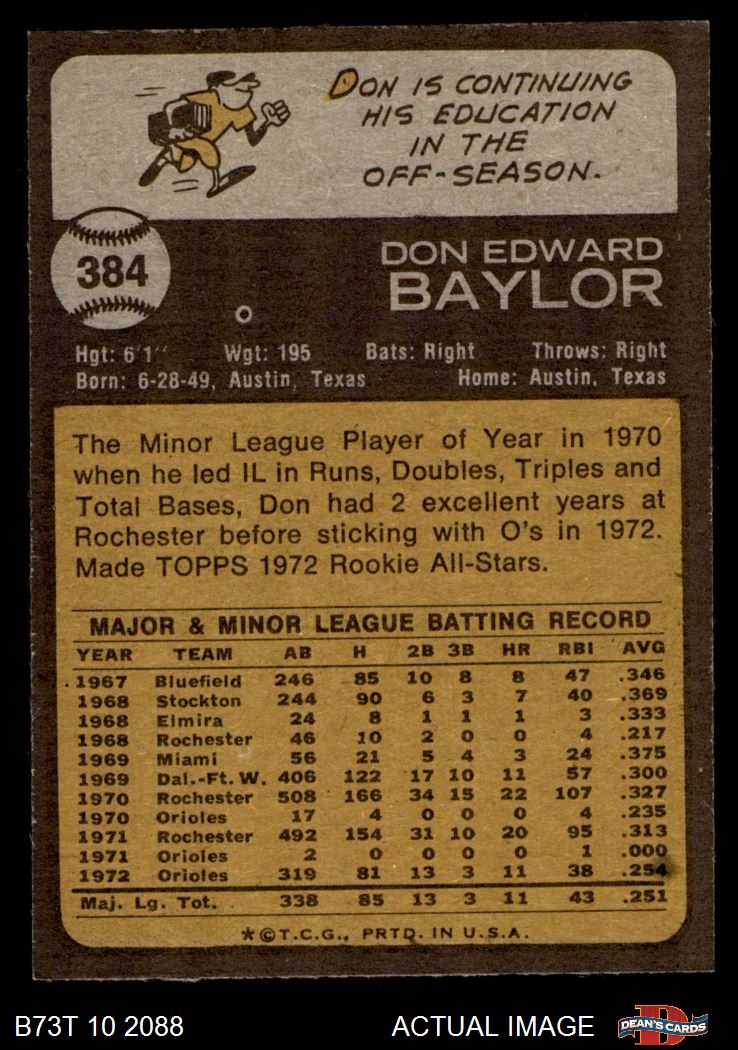 DON IS CONTINUING
HIS EDUCATION
IN THE
OFF-SEASON.
384
DON EDWARD
BAYLOR
Hgt: 6'1" Wgt: 195 Bats: Right Throws: Right
Born: 6-28-49, Austin, Texas Home: Austin, Texas
The Minor League Player of Year in 1970
when he led IL in Runs, Doubles, Triples and
Total Bases, Don had 2 excellent years at
Rochester before sticking with O's in 1972.
Made TOPPS 1972 Rookie All-Stars.
MAJOR & MINOR LEAGUE BATTING RECORD
YEAR TEAM AB H 2B 3B HR RBI AVG
1967 Bluefield 246 85 10 8 8 47 .346
1968 Stockton 244 90 6 3 7 40 .369
1968 Elmira 24 8 1 1 1 3 .333
1968 Rochester 46 10 2 0 0 4 .217
1969 Miami 56 21 5 4 3 24 .375
1969 Dal.-Ft. W. 406 122 17 10 11 57 .300
1970 Rochester 508 166 34 15 22 107 .327
1970 Orioles 17 4 0 0 0 4 .235
1971 Rochester 492 154 31 10 20 95 .313
1971 Orioles 2 0 0 0 0 1 .000
1972 Orioles 319 81 13 3 11 38 .254
Maj. Lg. Tot. 338 85 13 3 11 43 .251
*©T.C.G., PRTD. IN U.S.A.
B73T 10 2088 ACTUAL IMAGE D DEAN'S CARDS